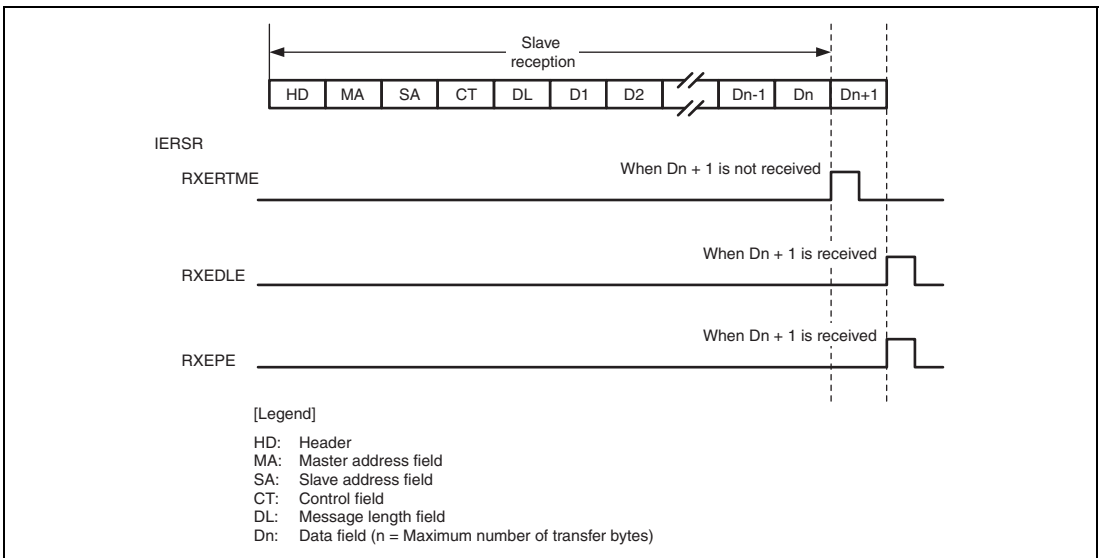 Slave
reception
HD MA SA CT DL D1 D2 Dn-1 Dn Dn+1
IERSR
When Dn + 1 is not received
RXERTME
When Dn + 1 is received
RXEDLE
When Dn + 1 is received
RXEPE
[Legend]
HD: Header
MA: Master address field
SA: Slave address field
CT: Control field
DL: Message length field
Dn: Data field (n = Maximum number of transfer bytes)